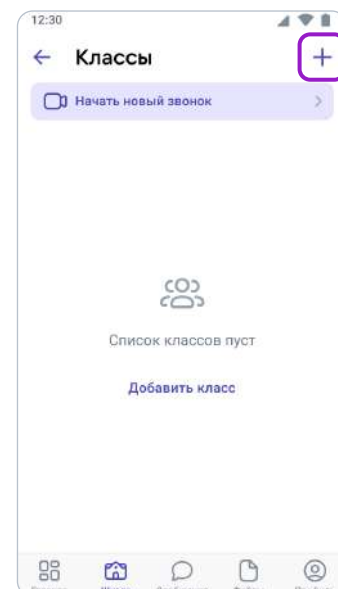 12:30
Классы
Начать новый звонок
Список классов пуст
Добавить класс